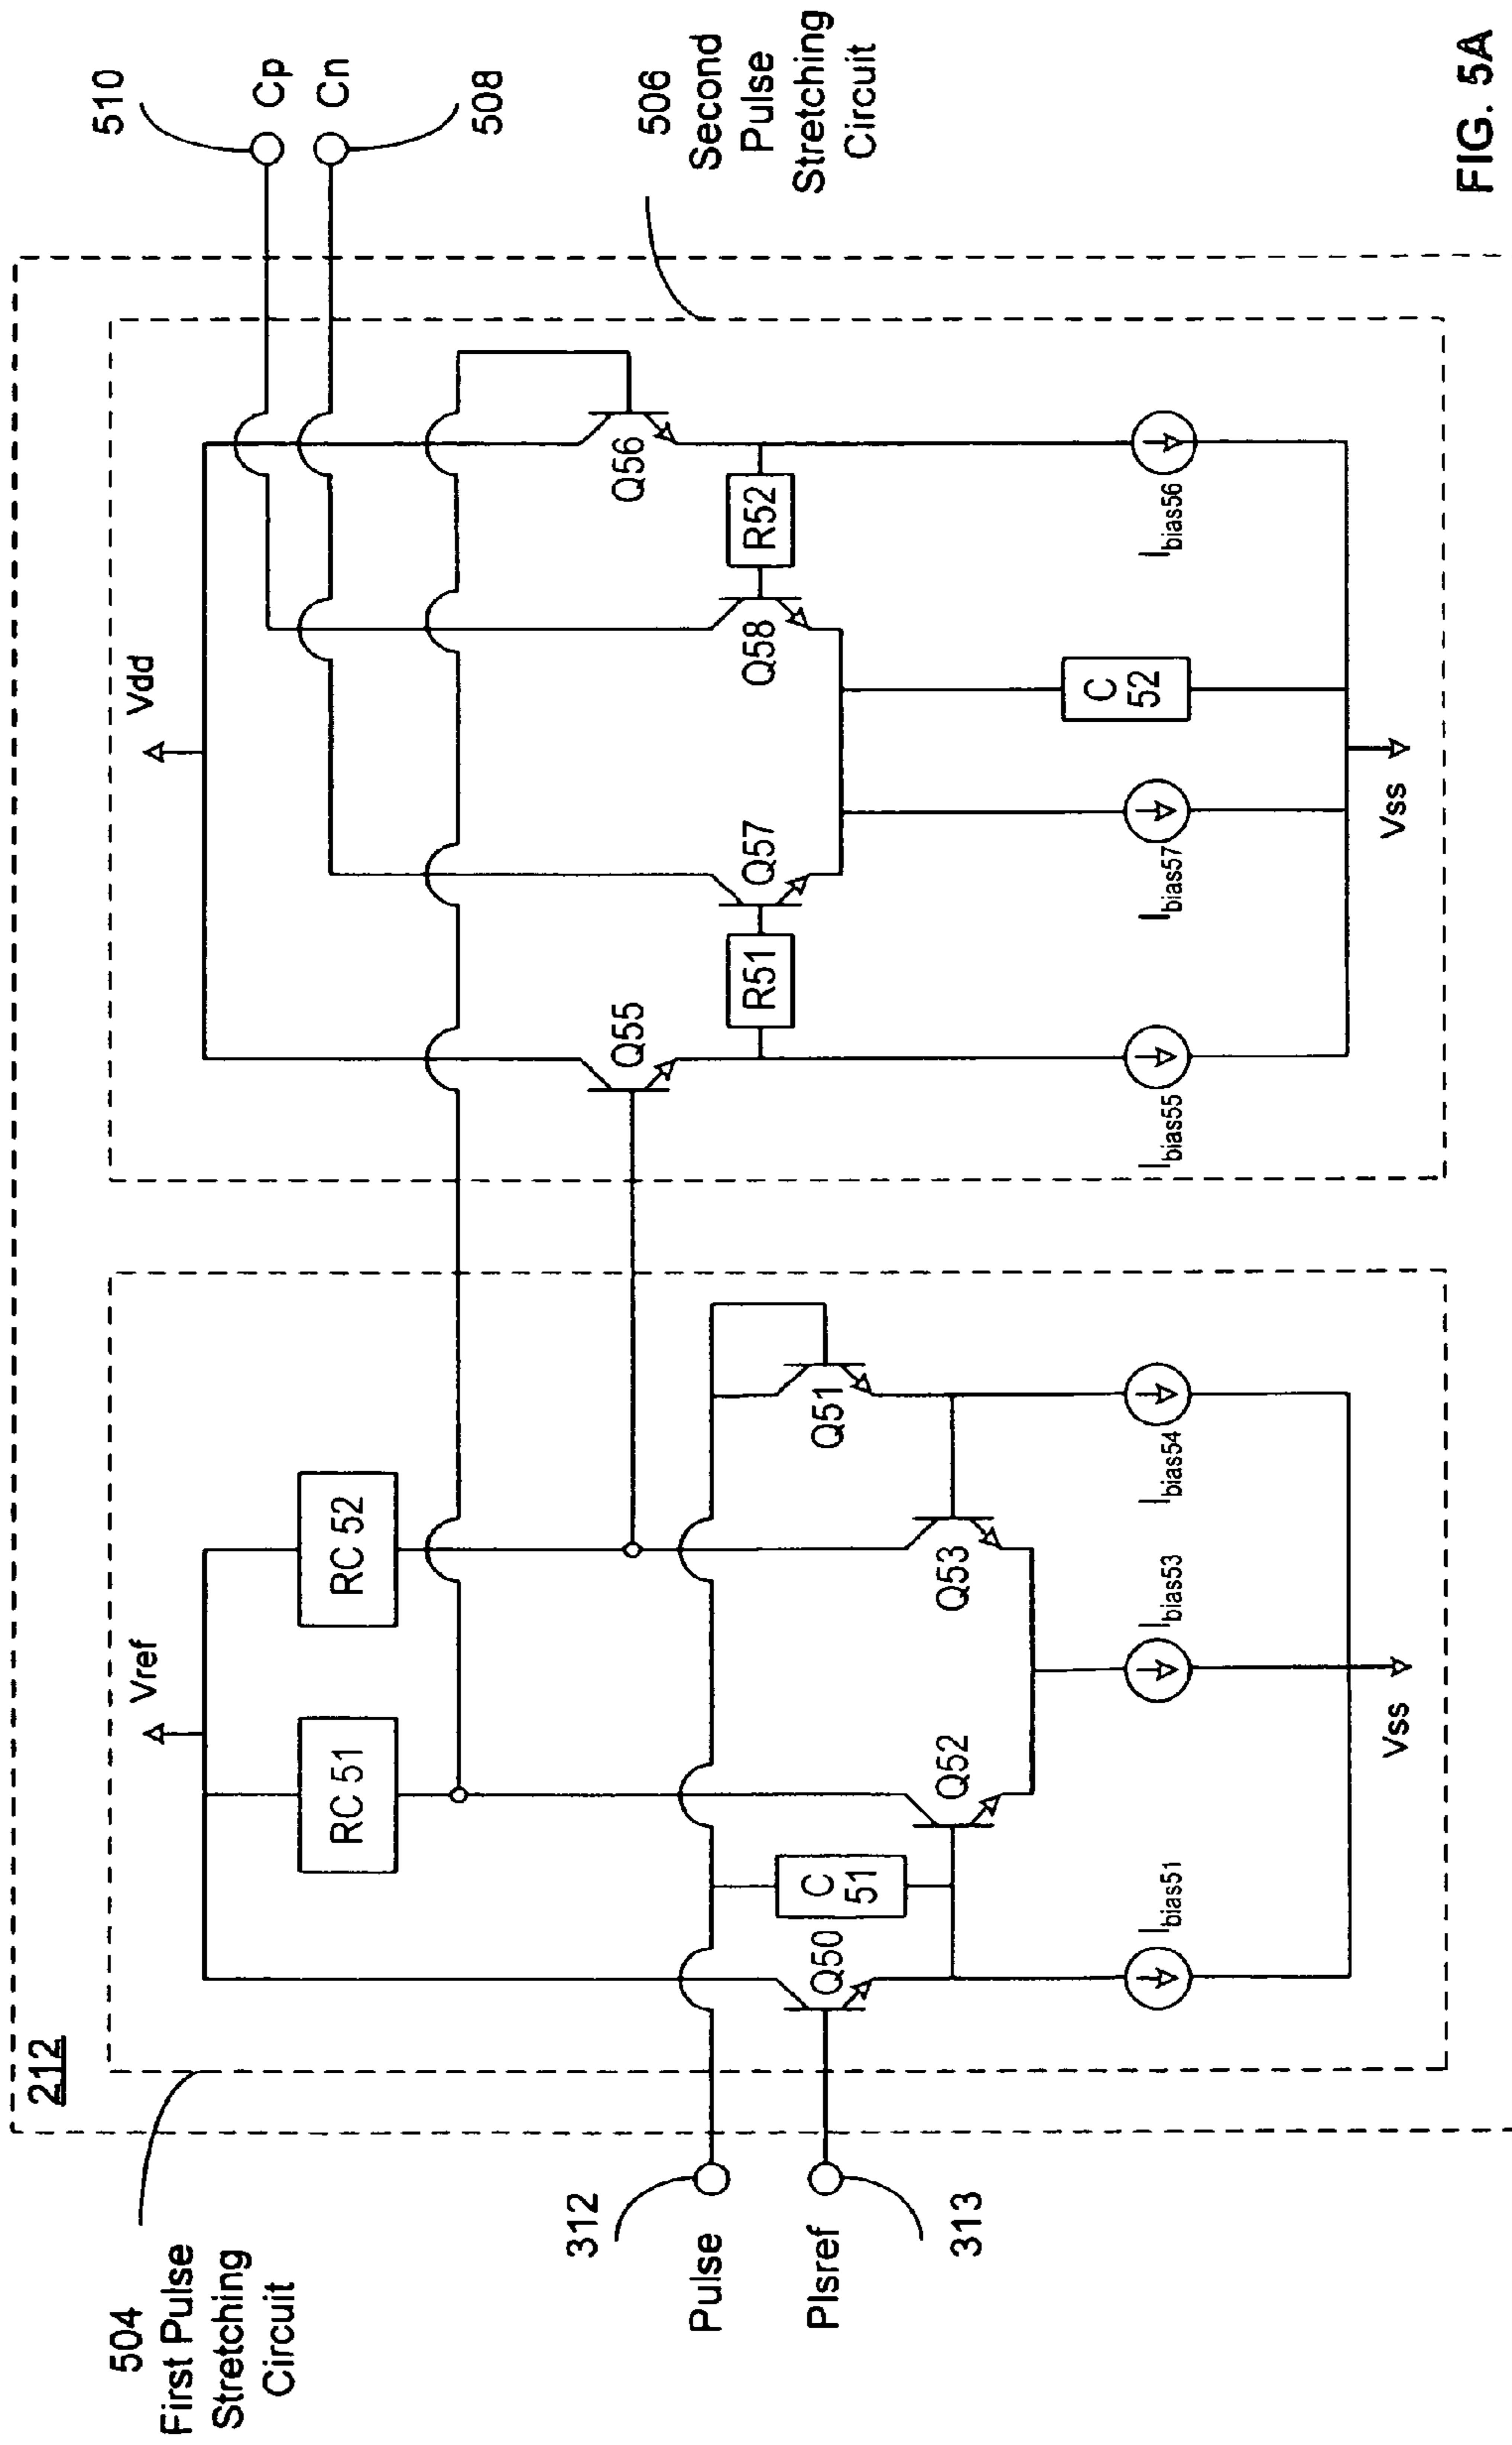 212
504
First Pulse
Stretching
Circuit
312
Pulse
Plsref
313
Vref
RC 51
RC 52
C
51
Q50
Q52
Q53
Q51
Ibias51
Ibias53
Ibias54
Vss
Vdd
Q55
Q56
R51
Q57
Q58
R52
C
52
Ibias55
Ibias57
Ibias56
Vss
510
Cp
Cn
508
506
Second
Pulse
Stretching
Circuit
FIG. 5A